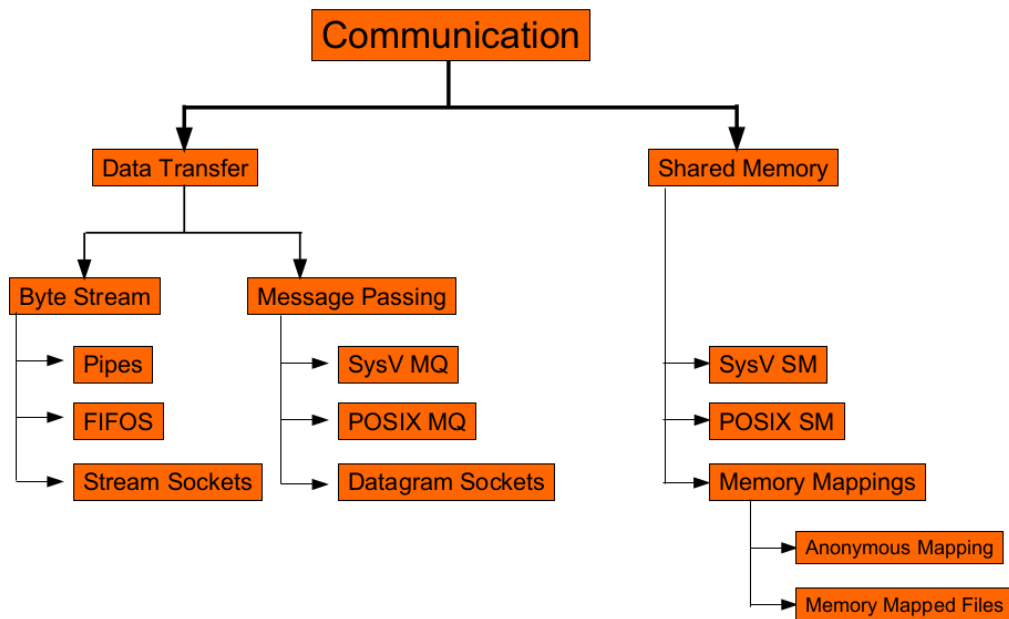 Communication
Data Transfer
Shared Memory
Byte Stream
Message Passing
Pipes
SysV MQ
SysV SM
FIFOS
POSIX MQ
POSIX SM
Stream Sockets
Datagram Sockets
Memory Mappings
Anonymous Mapping
Memory Mapped Files